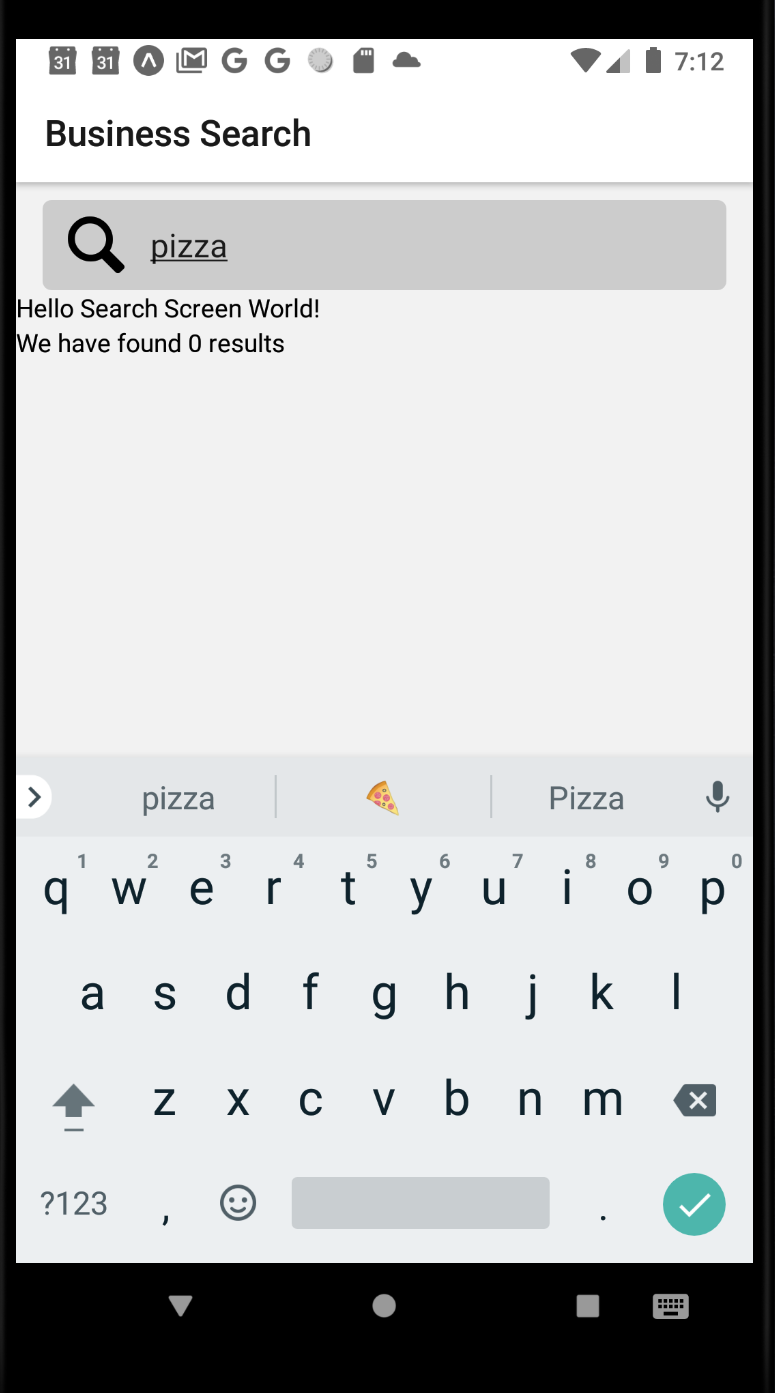 31 31 7:12
Business Search
pizza
Hello Search Screen World!
We have found 0 results
pizza Pizza
1 2 3 4 5 6 7 8 9 0
q w e r t y u i o p
a s d f g h j k l
z x c v b n m
?123 , .